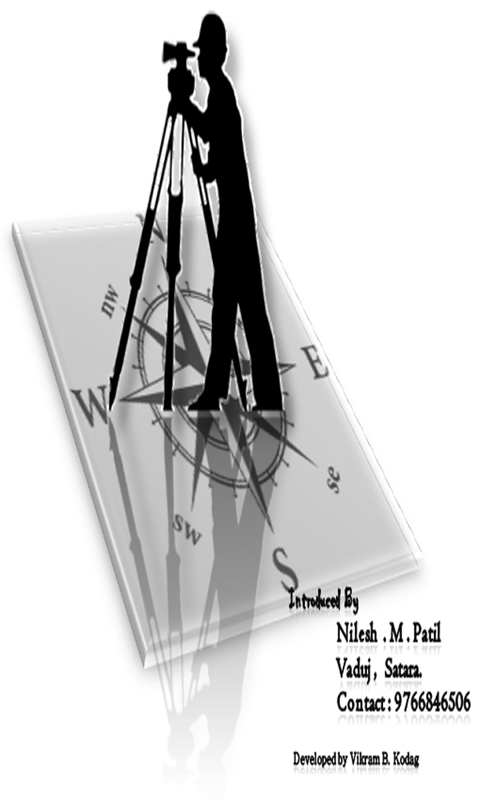 N
nw
E
W
se
sw
S
Introduced By
Nilesh . M . Patil
Vaduj , Satara.
Contact : 9766846506
Developed by Vikram B. Kodag